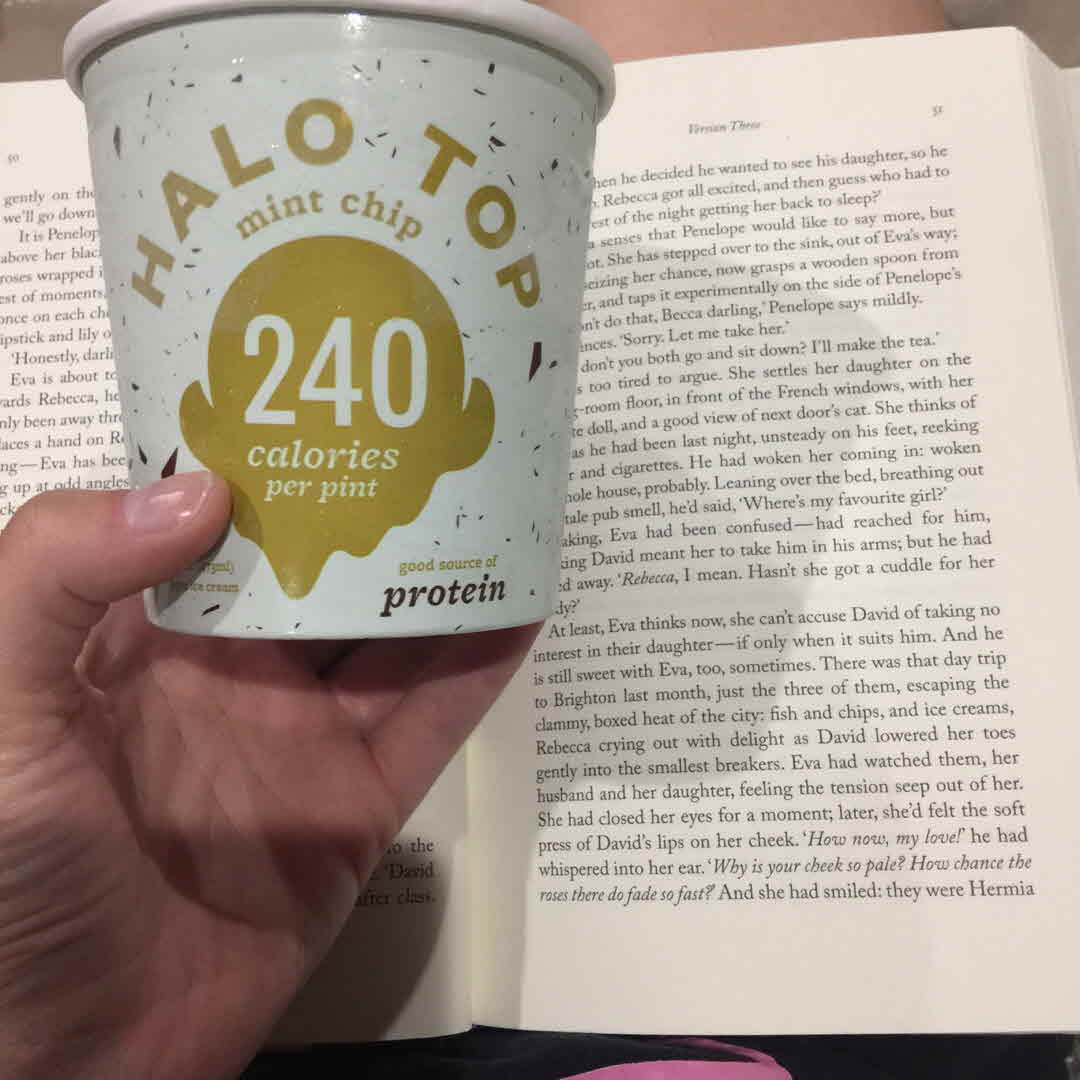 HALO TOP
mint chip
240
calories
per pint
good source of
protein
ice cream
50
gently on the
we'll go down
It is Penelop
above her blac
roses wrapped i
est of moments.
once on each ch
ipstick and lily o
'Honestly, darli
Eva is about to
ards Rebecca, he
nly been away thre
laces a hand on R
ng—Eva has bee
g up at odd angles
to the
'David
after class.
Version Three
51
hen he decided he wanted to see his daughter, so he
Rebecca got all excited, and then guess who had to
rest of the night getting her back to sleep?'
a senses that Penelope would like to say more, but
ot. She has stepped over to the sink, out of Eva's way;
eizing her chance, now grasps a wooden spoon from
er, and taps it experimentally on the side of Penelope's
n't do that, Becca darling,' Penelope says mildly.
nces. 'Sorry. Let me take her.'
don't you both go and sit down? I'll make the tea.'
s too tired to argue. She settles her daughter on the
g-room floor, in front of the French windows, with her
te doll, and a good view of next door's cat. She thinks of
as he had been last night, unsteady on his feet, reeking
r and cigarettes. He had woken her coming in: woken
hole house, probably. Leaning over the bed, breathing out
tale pub smell, he'd said, 'Where's my favourite girl?'
aking, Eva had been confused—had reached for him,
king David meant her to take him in his arms; but he had
ed away. 'Rebecca, I mean. Hasn't she got a cuddle for her
dy?'
At least, Eva thinks now, she can't accuse David of taking no
interest in their daughter—if only when it suits him. And he
is still sweet with Eva, too, sometimes. There was that day trip
to Brighton last month, just the three of them, escaping the
clammy, boxed heat of the city: fish and chips, and ice creams,
Rebecca crying out with delight as David lowered her toes
gently into the smallest breakers. Eva had watched them, her
husband and her daughter, feeling the tension seep out of her.
She had closed her eyes for a moment; later, she'd felt the soft
press of David's lips on her cheek. 'How now, my love!' he had
whispered into her ear. 'Why is your cheek so pale? How chance the
roses there do fade so fast?' And she had smiled: they were Hermia